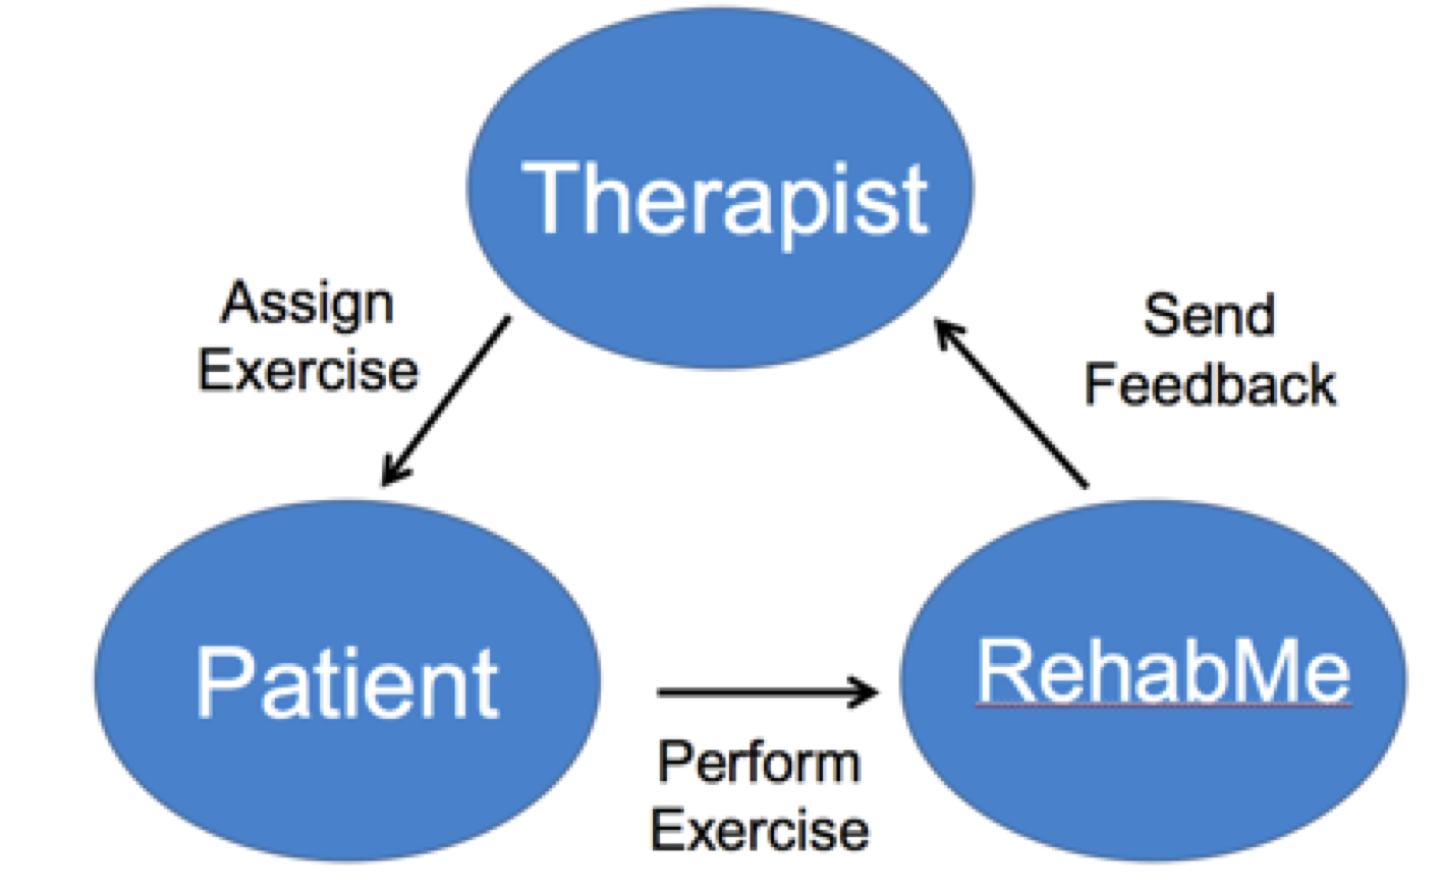 Therapist
Assign
Exercise
Send
Feedback
Patient
RehabMe
Perform
Exercise